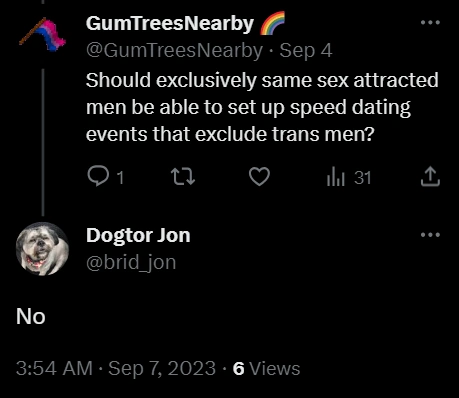 GumTreesNearby 🌈
@GumTreesNearby · Sep 4
Should exclusively same sex attracted
men be able to set up speed dating
events that exclude trans men?
1 31
Dogtor Jon
@brid_jon
No
3:54 AM · Sep 7, 2023 · 6 Views